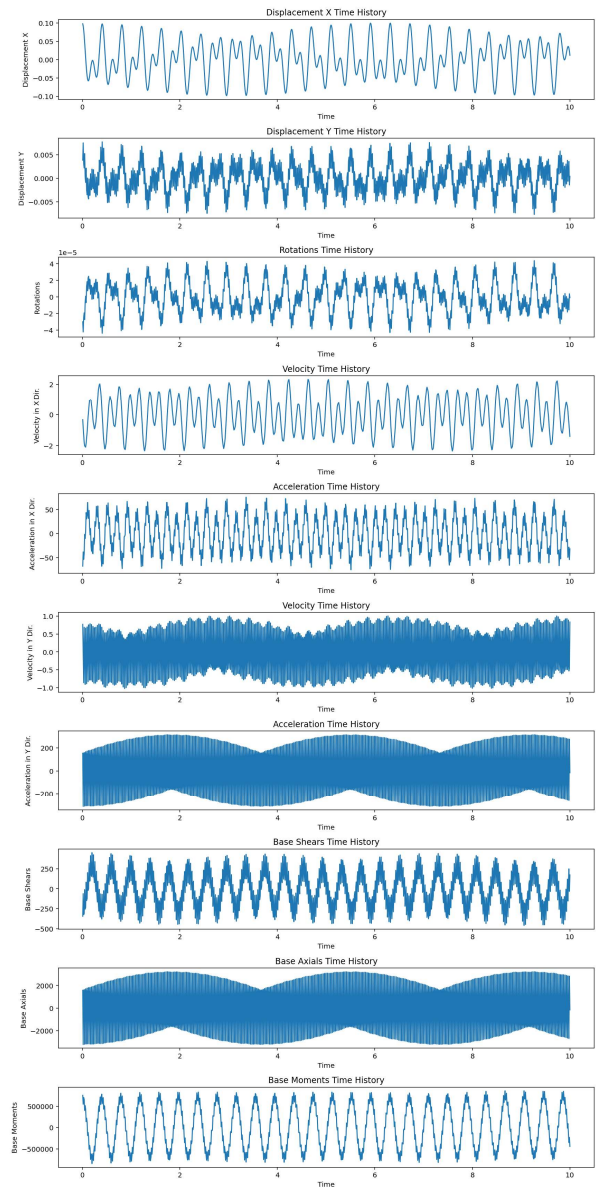 Displacement X Time History
Displacement X
0.10
0.05
0.00
−0.05
−0.10
0 2 4 6 8 10
Time
Displacement Y Time History
Displacement Y
0.005
0.000
−0.005
0 2 4 6 8 10
Time
Rotations Time History
1e−5
Rotations
4
2
0
−2
−4
0 2 4 6 8 10
Time
Velocity Time History
Velocity in X Dir.
2
0
−2
0 2 4 6 8 10
Time
Acceleration Time History
Acceleration in X Dir.
50
0
−50
0 2 4 6 8 10
Time
Velocity Time History
Velocity in Y Dir.
1.0
0.5
0.0
−0.5
−1.0
0 2 4 6 8 10
Time
Acceleration Time History
Acceleration in Y Dir.
200
0
−200
0 2 4 6 8 10
Time
Base Shears Time History
Base Shears
250
0
−250
−500
0 2 4 6 8 10
Time
Base Axials Time History
Base Axials
2000
0
−2000
0 2 4 6 8 10
Time
Base Moments Time History
Base Moments
500000
0
−500000
0 2 4 6 8 10
Time